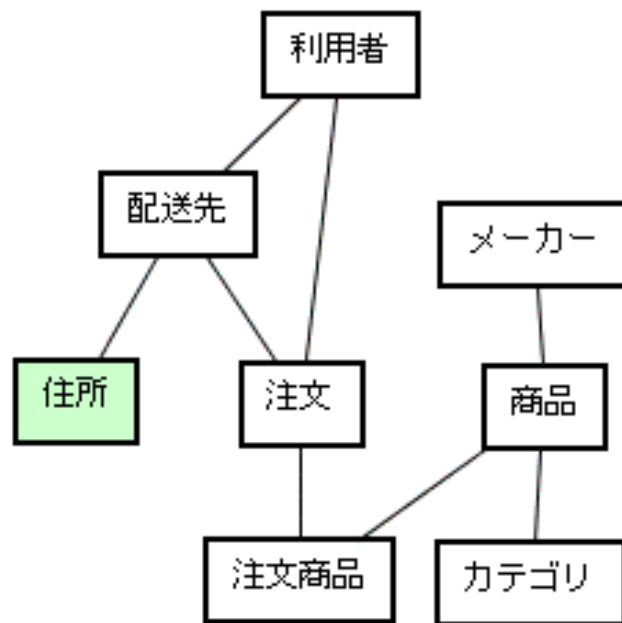 利用者
配送先
メーカー
住所
注文
商品
注文商品
カテゴリ